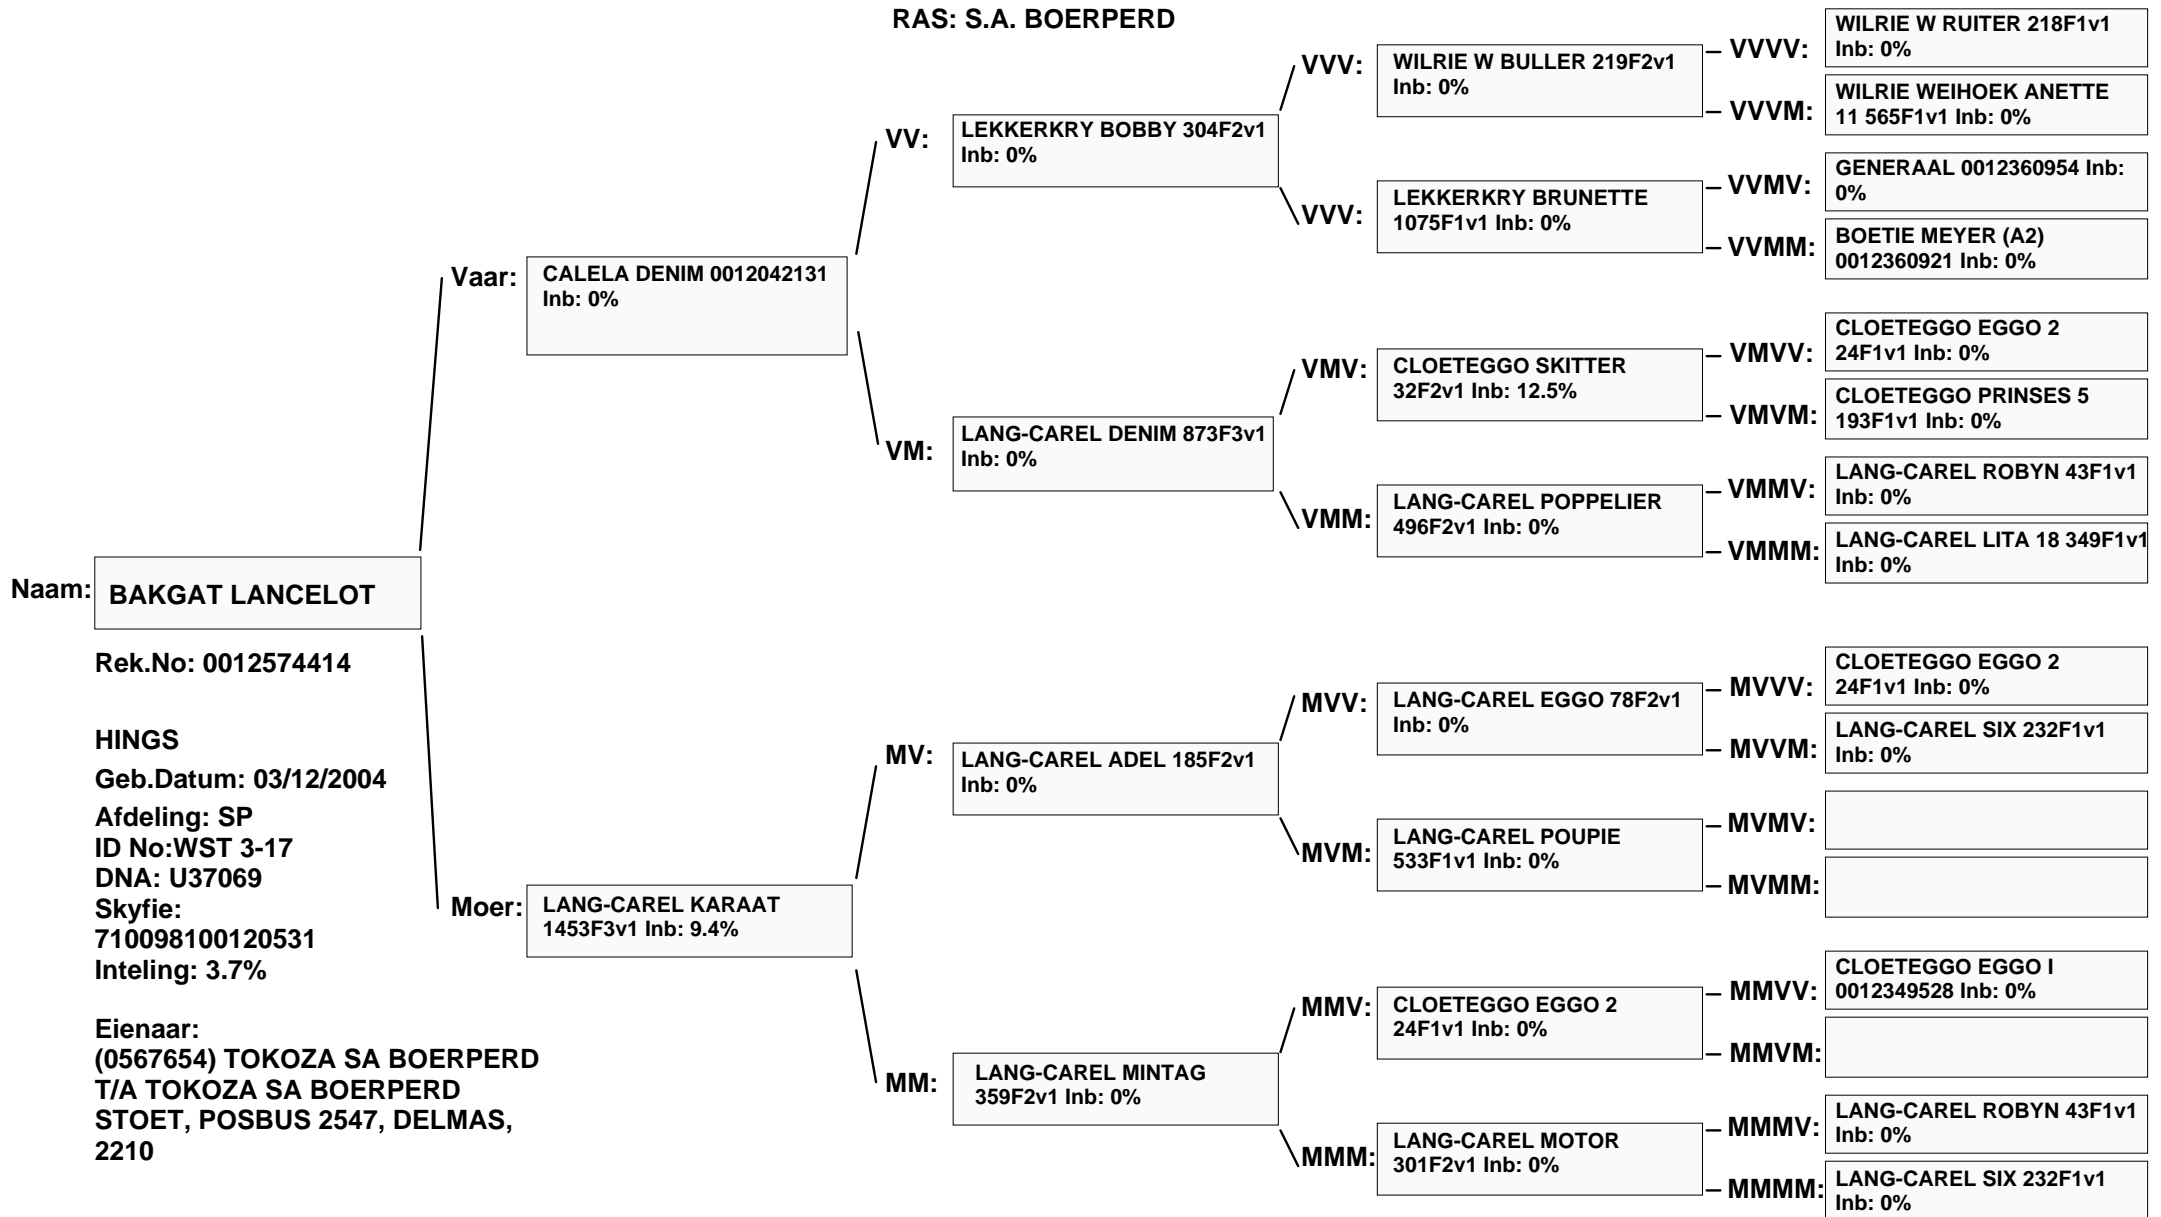 RAS: S.A. BOERPERD
Naam:
BAKGAT LANCELOT
Rek.No: 0012574414
HINGS
Geb.Datum: 03/12/2004
Afdeling: SP
ID No:WST 3-17
DNA: U37069
Skyfie:
710098100120531
Inteling: 3.7%
Eienaar:
(0567654) TOKOZA SA BOERPERD
T/A TOKOZA SA BOERPERD
STOET, POSBUS 2547, DELMAS,
2210
Vaar:
CALELA DENIM 0012042131
Inb: 0%
Moer:
LANG-CAREL KARAAT
1453F3v1 Inb: 9.4%
VV:
LEKKERKRY BOBBY 304F2v1
Inb: 0%
VM:
LANG-CAREL DENIM 873F3v1
Inb: 0%
MV:
LANG-CAREL ADEL 185F2v1
Inb: 0%
MM:
LANG-CAREL MINTAG
359F2v1 Inb: 0%
VVV:
WILRIE W BULLER 219F2v1
Inb: 0%
VVV:
LEKKERKRY BRUNETTE
1075F1v1 Inb: 0%
VMV:
CLOETEGGO SKITTER
32F2v1 Inb: 12.5%
VMM:
LANG-CAREL POPPELIER
496F2v1 Inb: 0%
MVV:
LANG-CAREL EGGO 78F2v1
Inb: 0%
MVM:
LANG-CAREL POUPIE
533F1v1 Inb: 0%
MMV:
CLOETEGGO EGGO 2
24F1v1 Inb: 0%
MMM:
LANG-CAREL MOTOR
301F2v1 Inb: 0%
VVVV:
WILRIE W RUITER 218F1v1
Inb: 0%
VVVM:
WILRIE WEIHOEK ANETTE
11 565F1v1 Inb: 0%
VVMV:
GENERAAL 0012360954 Inb:
0%
VVMM:
BOETIE MEYER (A2)
0012360921 Inb: 0%
VMVV:
CLOETEGGO EGGO 2
24F1v1 Inb: 0%
VMVM:
CLOETEGGO PRINSES 5
193F1v1 Inb: 0%
VMMV:
LANG-CAREL ROBYN 43F1v1
Inb: 0%
VMMM:
LANG-CAREL LITA 18 349F1v1
Inb: 0%
MVVV:
CLOETEGGO EGGO 2
24F1v1 Inb: 0%
MVVM:
LANG-CAREL SIX 232F1v1
Inb: 0%
MVMV:
MVMM:
MMVV:
CLOETEGGO EGGO I
0012349528 Inb: 0%
MMVM:
MMMV:
LANG-CAREL ROBYN 43F1v1
Inb: 0%
MMMM:
LANG-CAREL SIX 232F1v1
Inb: 0%